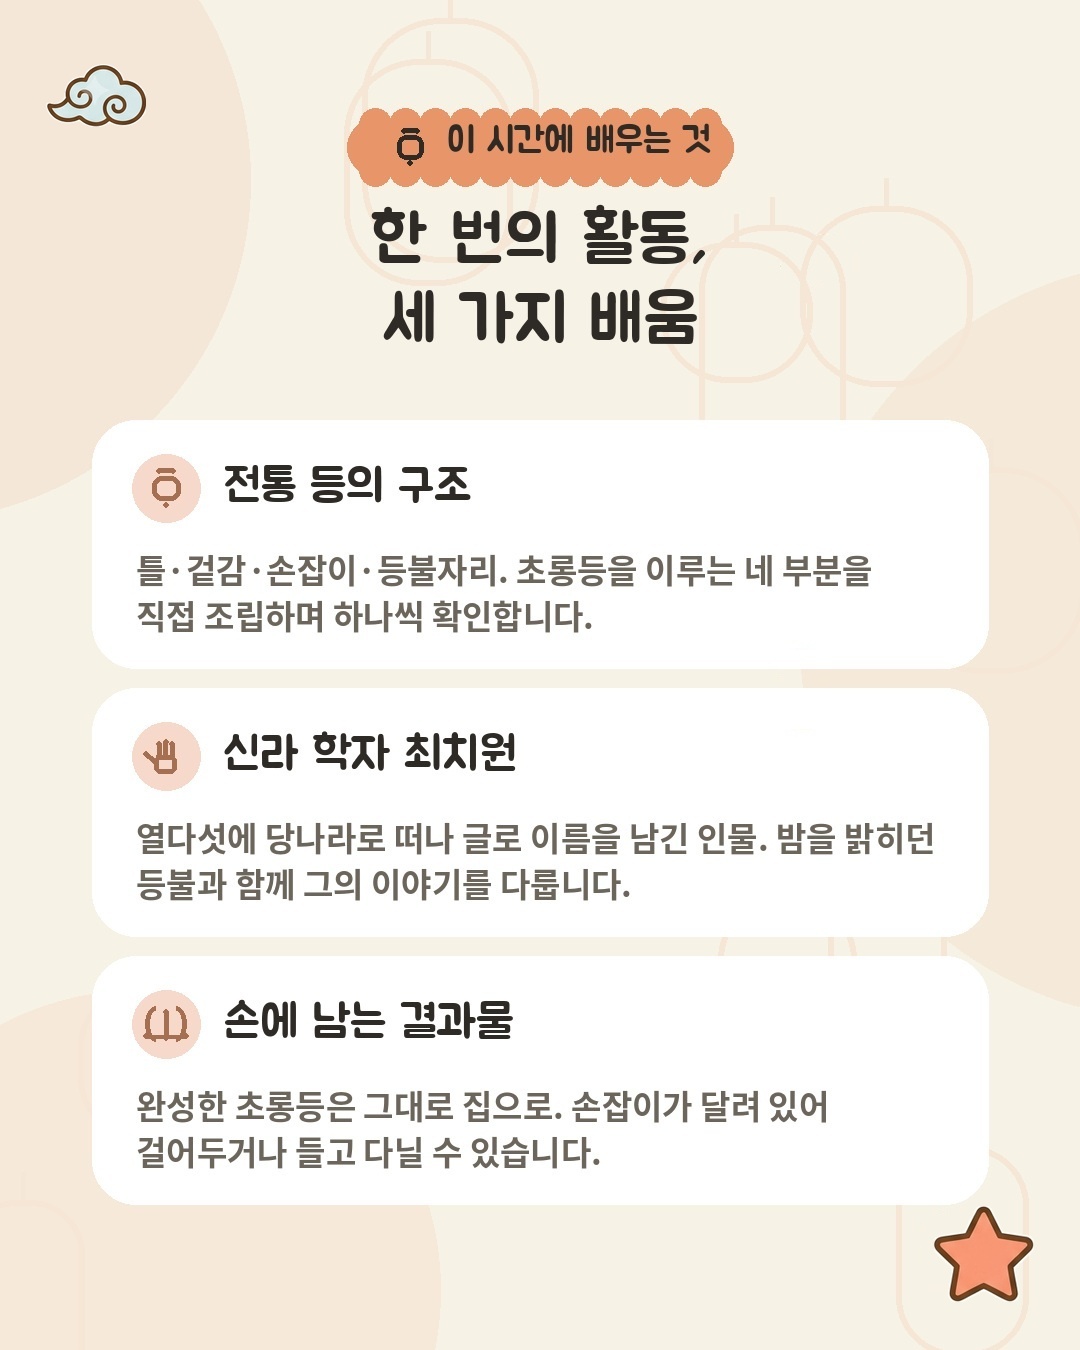 이 시간에 배우는 것
한 번의 활동,
세 가지 배움
전통 등의 구조
틀·겉감·손잡이·등불자리. 초롱등을 이루는 네 부분을
직접 조립하며 하나씩 확인합니다.
신라 학자 최치원
열다섯에 당나라로 떠나 글로 이름을 남긴 인물. 밤을 밝히던
등불과 함께 그의 이야기를 다룹니다.
손에 남는 결과물
완성한 초롱등은 그대로 집으로. 손잡이가 달려 있어
걸어두거나 들고 다닐 수 있습니다.